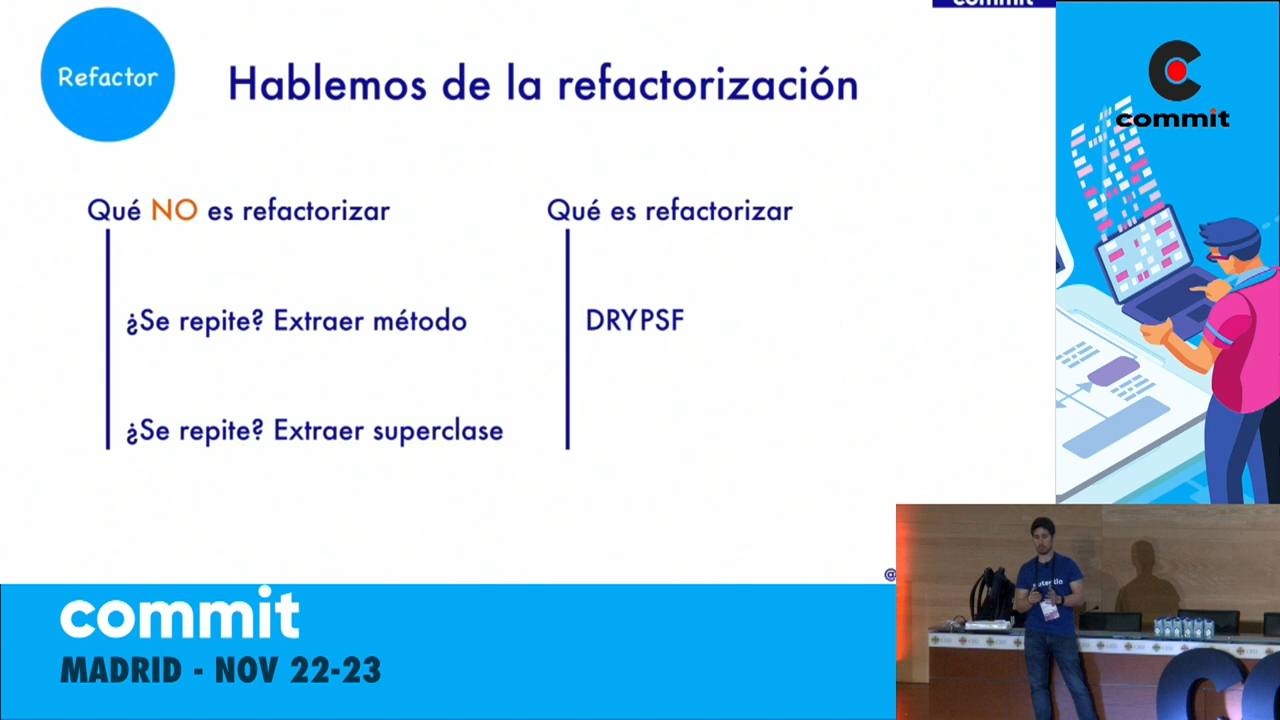 commit
Refactor
Hablemos de la refactorización
Qué NO es refactorizar
¿Se repite? Extraer método
¿Se repite? Extraer superclase
Qué es refactorizar
DRYPSF
@
commit
commit
MADRID - NOV 22-23